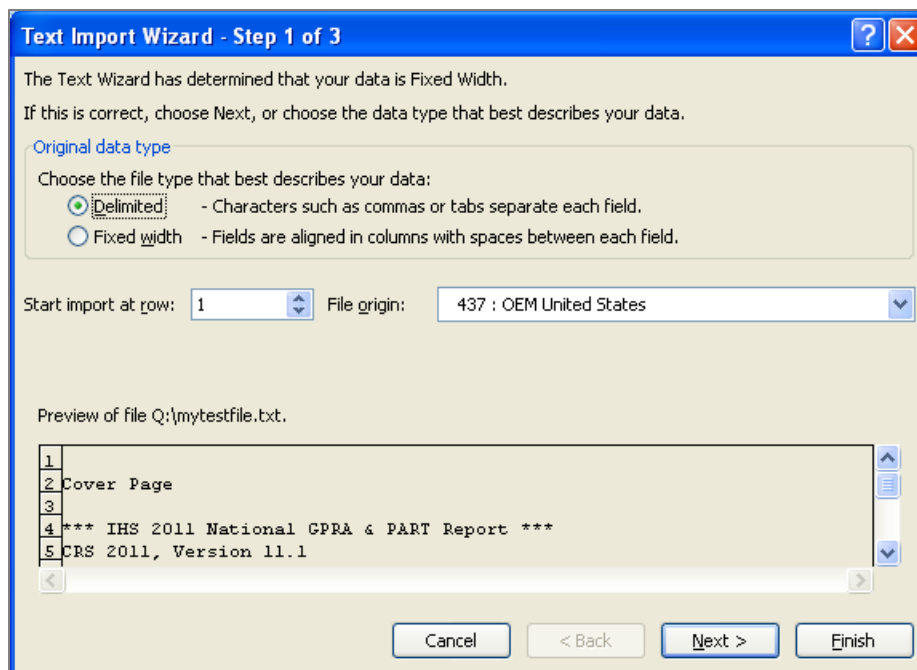 Text Import Wizard - Step 1 of 3
The Text Wizard has determined that your data is Fixed Width.
If this is correct, choose Next, or choose the data type that best describes your data.
Original data type
Choose the file type that best describes your data:
Delimited - Characters such as commas or tabs separate each field.
Fixed width - Fields are aligned in columns with spaces between each field.
Start import at row: 1 File origin: 437 : OEM United States
Preview of file Q:\mytestfile.txt.
1
2 Cover Page
3
4 *** IHS 2011 National GPRA & PART Report ***
5 CRS 2011, Version 11.1
Cancel < Back Next > Finish